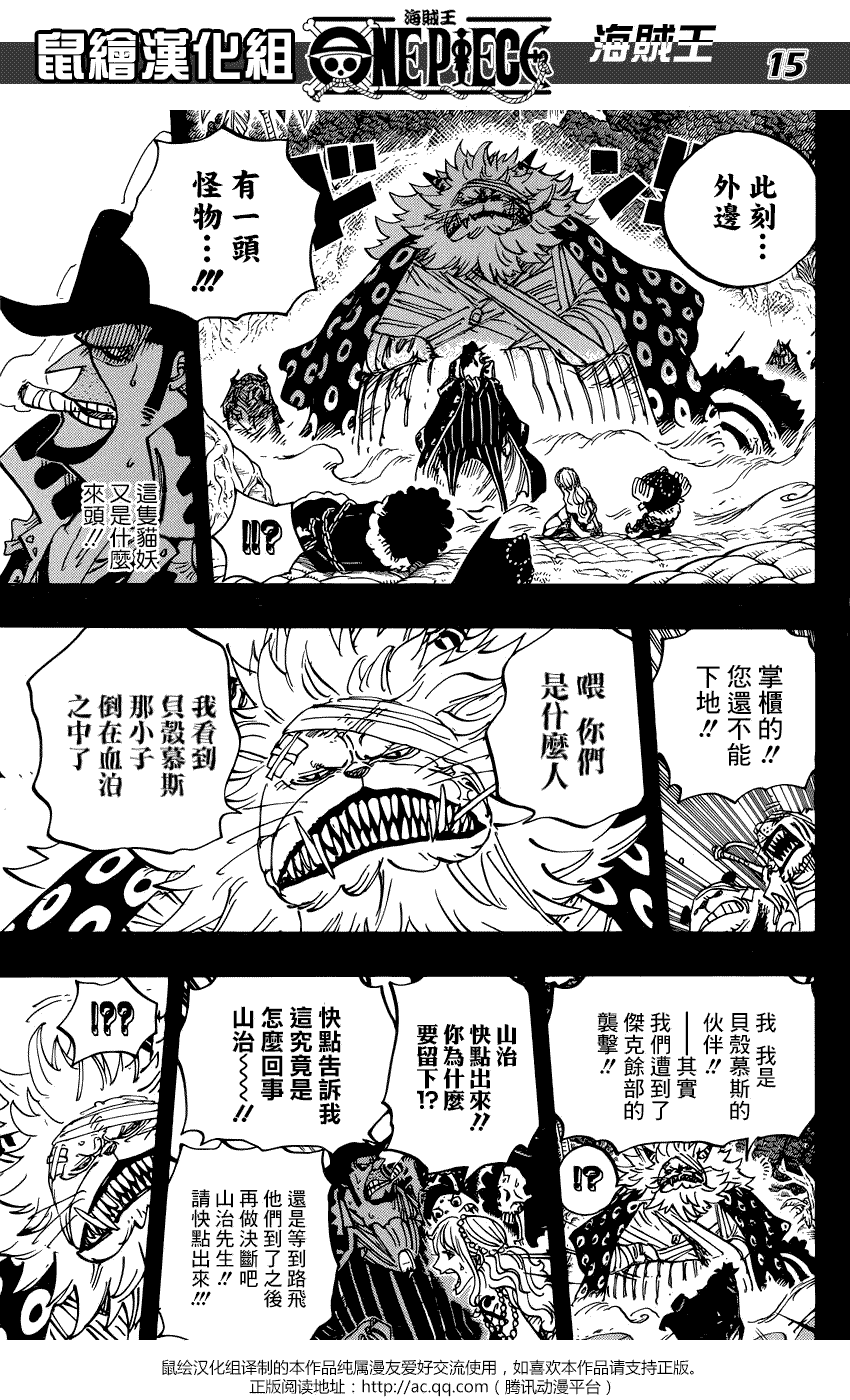 鼠繪漢化組
海賊王
ONE PIECE
海賊王
15
此刻…
外邊
有一頭
怪物…!!!
這隻貓妖
又是什麼
來頭!!
!!?
掌櫃的!!
您還不能
下地!!
喂 你們
是什麼人
我看到
貝殼慕斯
那小子
倒在血泊
之中了
我 我是
貝殼慕斯的
伙伴!!
——其實
我們遭到了
傑克餘部的
襲擊!!
!?
山治
快點出來!!
你為什麼
要留下!?
快點告訴我
這究竟是
怎麼回事
山治~~~!!
還是等到路飛
他們到了之後
再做決斷吧
山治先生!!
請快點出來!!!
!??
鼠绘汉化组译制的本作品纯属漫友爱好交流使用，如喜欢本作品请支持正版。
正版阅读地址：http://ac.qq.com（腾讯动漫平台）